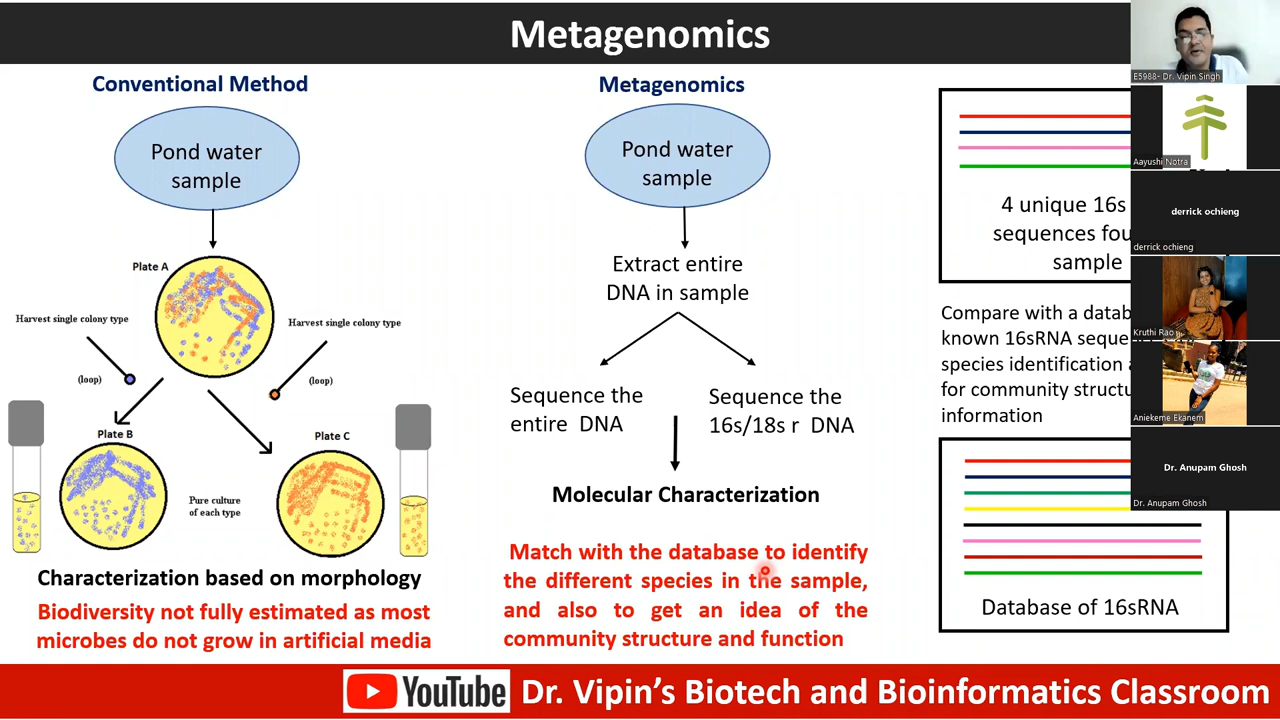 Metagenomics
Conventional Method
Pond water
sample
Plate A
Harvest single colony type
Harvest single colony type
(loop)
(loop)
Plate B
Plate C
Pure culture
of each type
Characterization based on morphology
Biodiversity not fully estimated as most
microbes do not grow in artificial media
Metagenomics
Pond water
sample
Extract entire
DNA in sample
Sequence the
entire DNA
Sequence the
16s/18s r DNA
Molecular Characterization
Match with the database to identify
the different species in the sample,
and also to get an idea of the
community structure and function
4 unique 16s
sequences
sample
Compare with a
known 16sRNA
species identification
for community
information
Database of 16sRNA
E5988- Dr. Vipin Singh
Aayushi Notra
derrick ochieng
derrick ochieng
Kruthi Rao
Aniekeme Ekanem
Dr. Anupam Ghosh
Dr. Anupam Ghosh
YouTube Dr. Vipin's Biotech and Bioinformatics Classroom